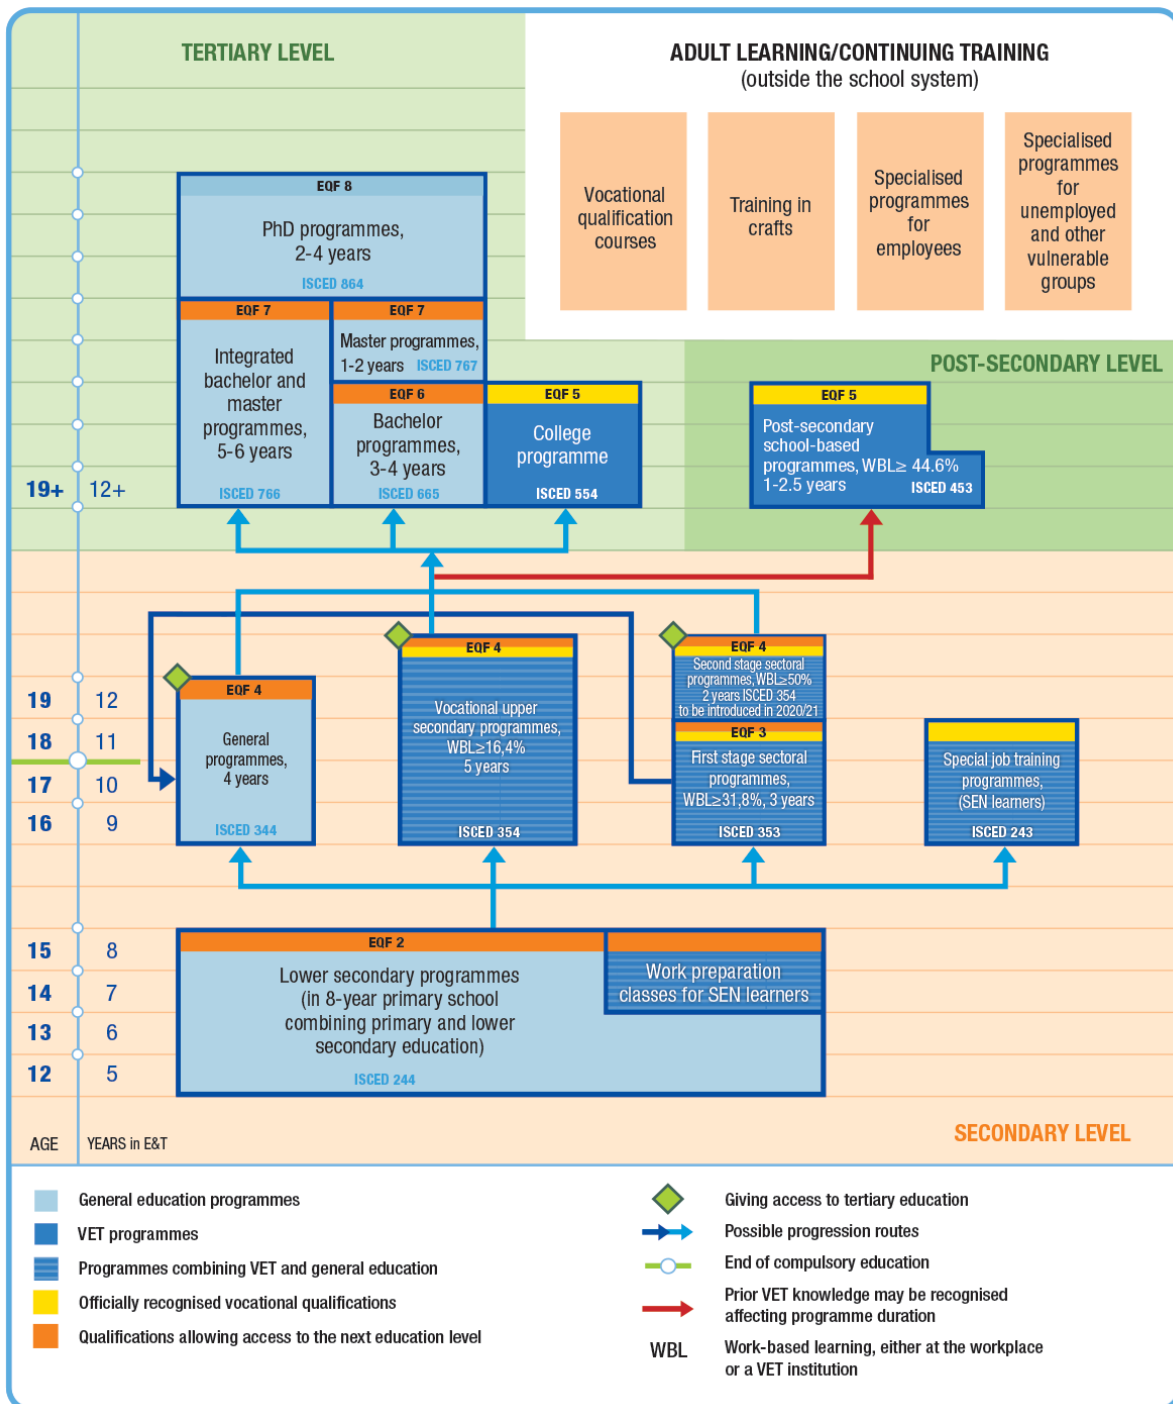 TERTIARY LEVEL
ADULT LEARNING/CONTINUING TRAINING
(outside the school system)
Vocational
qualification
courses
Training in
crafts
Specialised
programmes
for
employees
Specialised
programmes
for
unemployed
and other
vulnerable
groups
EQF 8
PhD programmes,
2-4 years
ISCED 864
EQF 7
Integrated
bachelor and
master
programmes,
5-6 years
ISCED 766
EQF 7
Master programmes,
1-2 years ISCED 767
EQF 6
Bachelor
programmes,
3-4 years
ISCED 665
EQF 5
College
programme
ISCED 554
POST-SECONDARY LEVEL
EQF 5
Post-secondary
school-based
programmes, WBL≥ 44.6%
1-2.5 years ISCED 453
19+ 12+
EQF 4
General
programmes,
4 years
ISCED 344
EQF 4
Vocational upper
secondary programmes,
WBL≥16,4%
5 years
ISCED 354
EQF 4
Second stage sectoral
programmes, WBL≥50%
2 years ISCED 354
to be introduced in 2020/21
EQF 3
First stage sectoral
programmes,
WBL≥31,8%, 3 years
ISCED 353
Special job training
programmes,
(SEN learners)
ISCED 243
19 12
18 11
17 10
16 9
EQF 2
Lower secondary programmes
(in 8-year primary school
combining primary and lower
secondary education)
ISCED 244
Work preparation
classes for SEN learners
15 8
14 7
13 6
12 5
AGE YEARS in E&T
SECONDARY LEVEL
General education programmes
VET programmes
Programmes combining VET and general education
Officially recognised vocational qualifications
Qualifications allowing access to the next education level
Giving access to tertiary education
Possible progression routes
End of compulsory education
Prior VET knowledge may be recognised
affecting programme duration
WBL Work-based learning, either at the workplace
or a VET institution